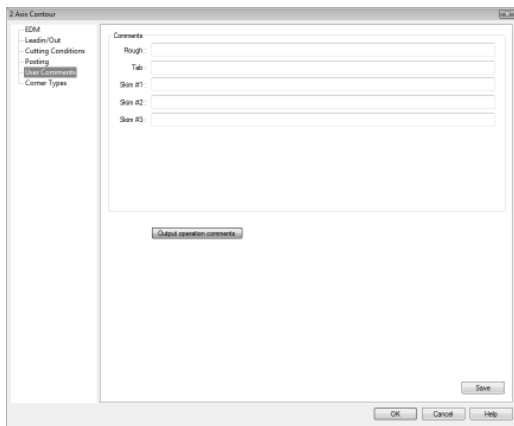 2 Axis Contour
EDM
Leadin/Out
Cutting Conditions
Posting
User Comments
Corner Types
Comments
Rough :
Tab :
Skim #1 :
Skim #2 :
Skim #3 :
Output operation comments
Save
OK Cancel Help